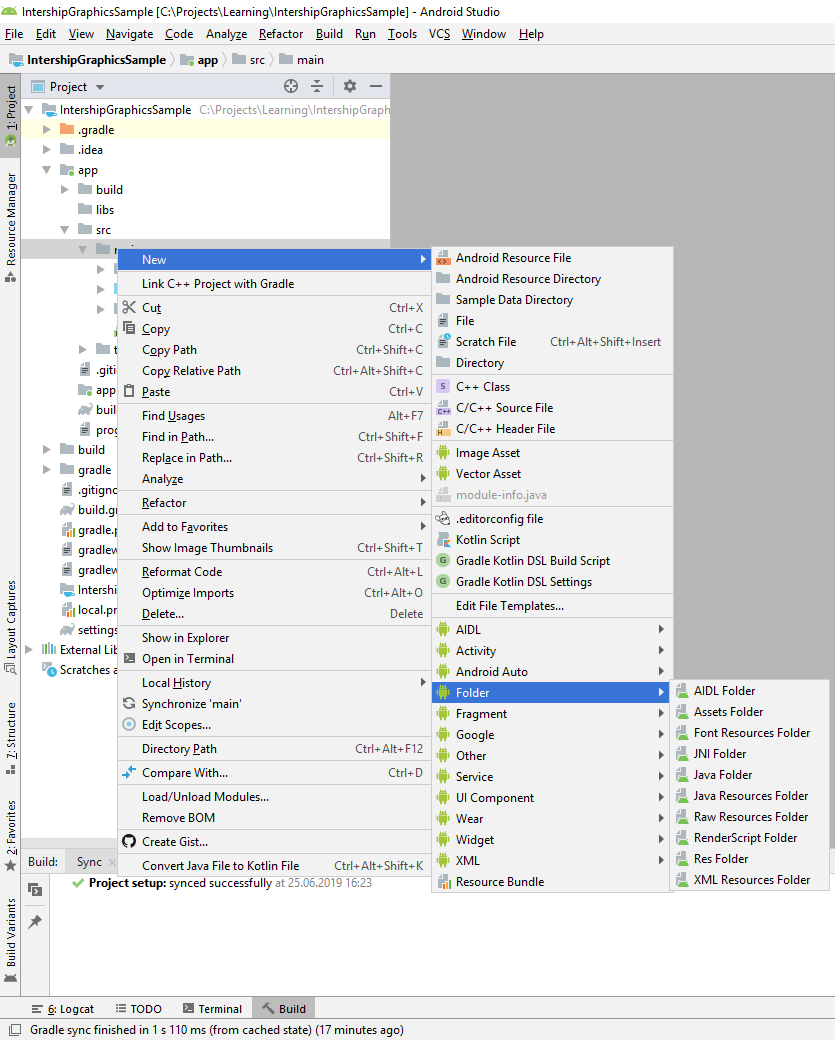 IntershipGraphicsSample [C:\Projects\Learning\IntershipGraphicsSample] - Android Studio
File Edit View Navigate Code Analyze Refactor Build Run Tools VCS Window Help
IntershipGraphicsSample app src main
1: Project
Resource Manager
Layout Captures
Z: Structure
2: Favorites
Build Variants
Project
IntershipGraphicsSample C:\Projects\Learning\IntershipGraph
.gradle
.idea
app
build
libs
src
.giti
app
buil
prog
build
gradle
.gitigno
build.gr
gradle.p
gradlew
gradlew
Intershi
local.pr
settings
External Lib
Scratches a
New
Link C++ Project with Gradle
Cut Ctrl+X
Copy Ctrl+C
Copy Path Ctrl+Shift+C
Copy Relative Path Ctrl+Alt+Shift+C
Paste Ctrl+V
Find Usages Alt+F7
Find in Path... Ctrl+Shift+F
Replace in Path... Ctrl+Shift+R
Analyze
Refactor
Add to Favorites
Show Image Thumbnails Ctrl+Shift+T
Reformat Code Ctrl+Alt+L
Optimize Imports Ctrl+Alt+O
Delete... Delete
Show in Explorer
Open in Terminal
Local History
Synchronize 'main'
Edit Scopes...
Directory Path Ctrl+Alt+F12
Compare With... Ctrl+D
Load/Unload Modules...
Remove BOM
Create Gist...
Convert Java File to Kotlin File Ctrl+Alt+Shift+K
Android Resource File
Android Resource Directory
Sample Data Directory
File
Scratch File Ctrl+Alt+Shift+Insert
Directory
C++ Class
C/C++ Source File
C/C++ Header File
Image Asset
Vector Asset
module-info.java
.editorconfig file
Kotlin Script
Gradle Kotlin DSL Build Script
Gradle Kotlin DSL Settings
Edit File Templates...
AIDL
Activity
Android Auto
Folder
Fragment
Google
Other
Service
UI Component
Wear
Widget
XML
Resource Bundle
AIDL Folder
Assets Folder
Font Resources Folder
JNI Folder
Java Folder
Java Resources Folder
Raw Resources Folder
RenderScript Folder
Res Folder
XML Resources Folder
Build: Sync
Project setup: synced successfully at 25.06.2019 16:23
6: Logcat TODO Terminal Build
Gradle sync finished in 1 s 110 ms (from cached state) (17 minutes ago)